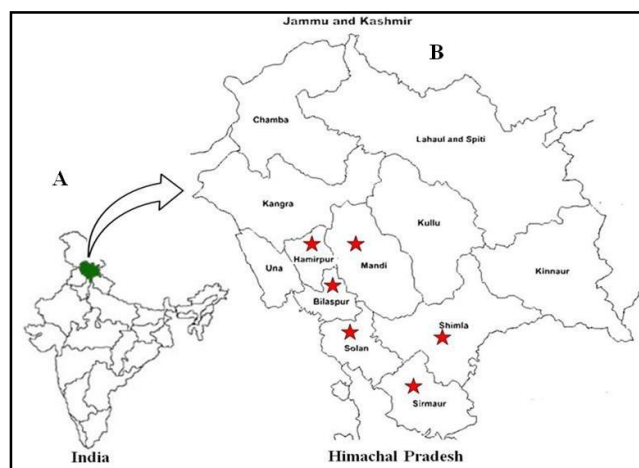 Jammu and Kashmir
B
Chamba
Lahaul and Spiti
A
Kangra
Kullu
Hamirpur
Mandi
Una
Kinnaur
Bilaspur
Shimla
Solan
Sirmaur
India
Himachal Pradesh